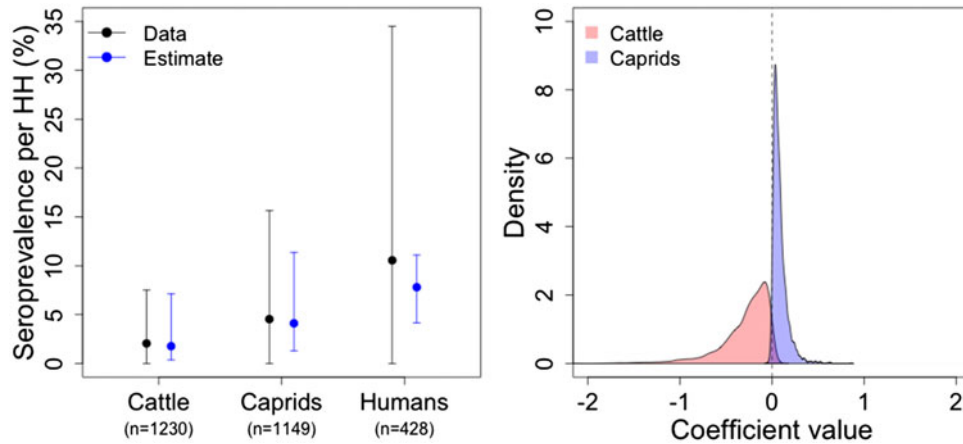 Seroprevalence per HH (%)
0
5
10
15
20
25
30
35
Data
Estimate
Cattle
Caprids
Humans
(n=1230)
(n=1149)
(n=428)
Density
0
2
4
6
8
10
Cattle
Caprids
-2
-1
0
1
2
Coefficient value